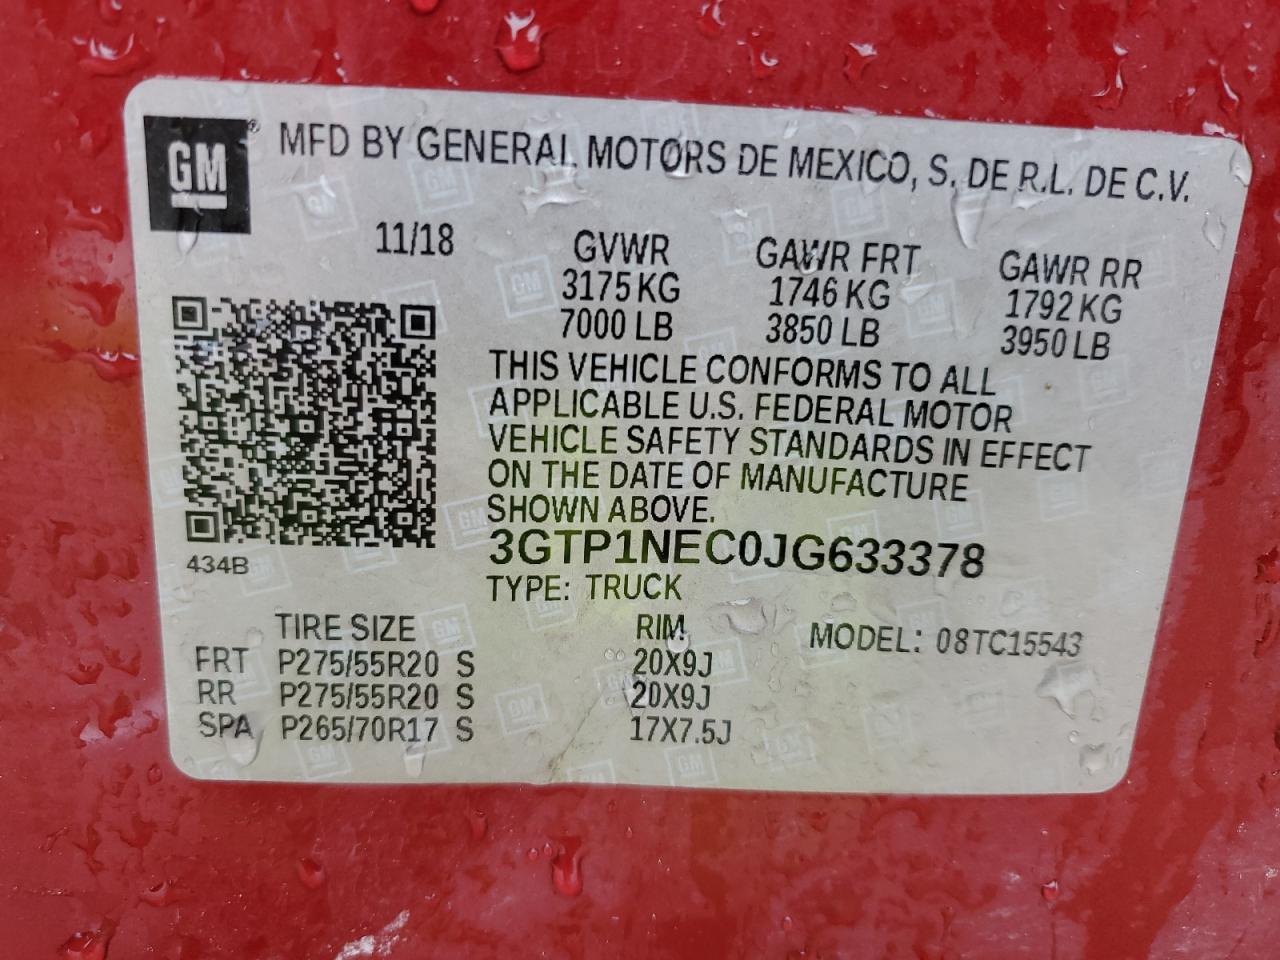 GM
MFD BY GENERAL MOTORS DE MEXICO, S. DE R.L. DE C.V.
11/18
GVWR GAWR FRT GAWR RR
3175 KG 1746 KG 1792 KG
7000 LB 3850 LB 3950 LB
THIS VEHICLE CONFORMS TO ALL
APPLICABLE U.S. FEDERAL MOTOR
VEHICLE SAFETY STANDARDS IN EFFECT
ON THE DATE OF MANUFACTURE
SHOWN ABOVE.
3GTP1NEC0JG633378
434B
TYPE: TRUCK
TIRE SIZE RIM MODEL: 08TC15543
FRT P275/55R20 S 20X9J
RR P275/55R20 S 20X9J
SPA P265/70R17 S 17X7.5J